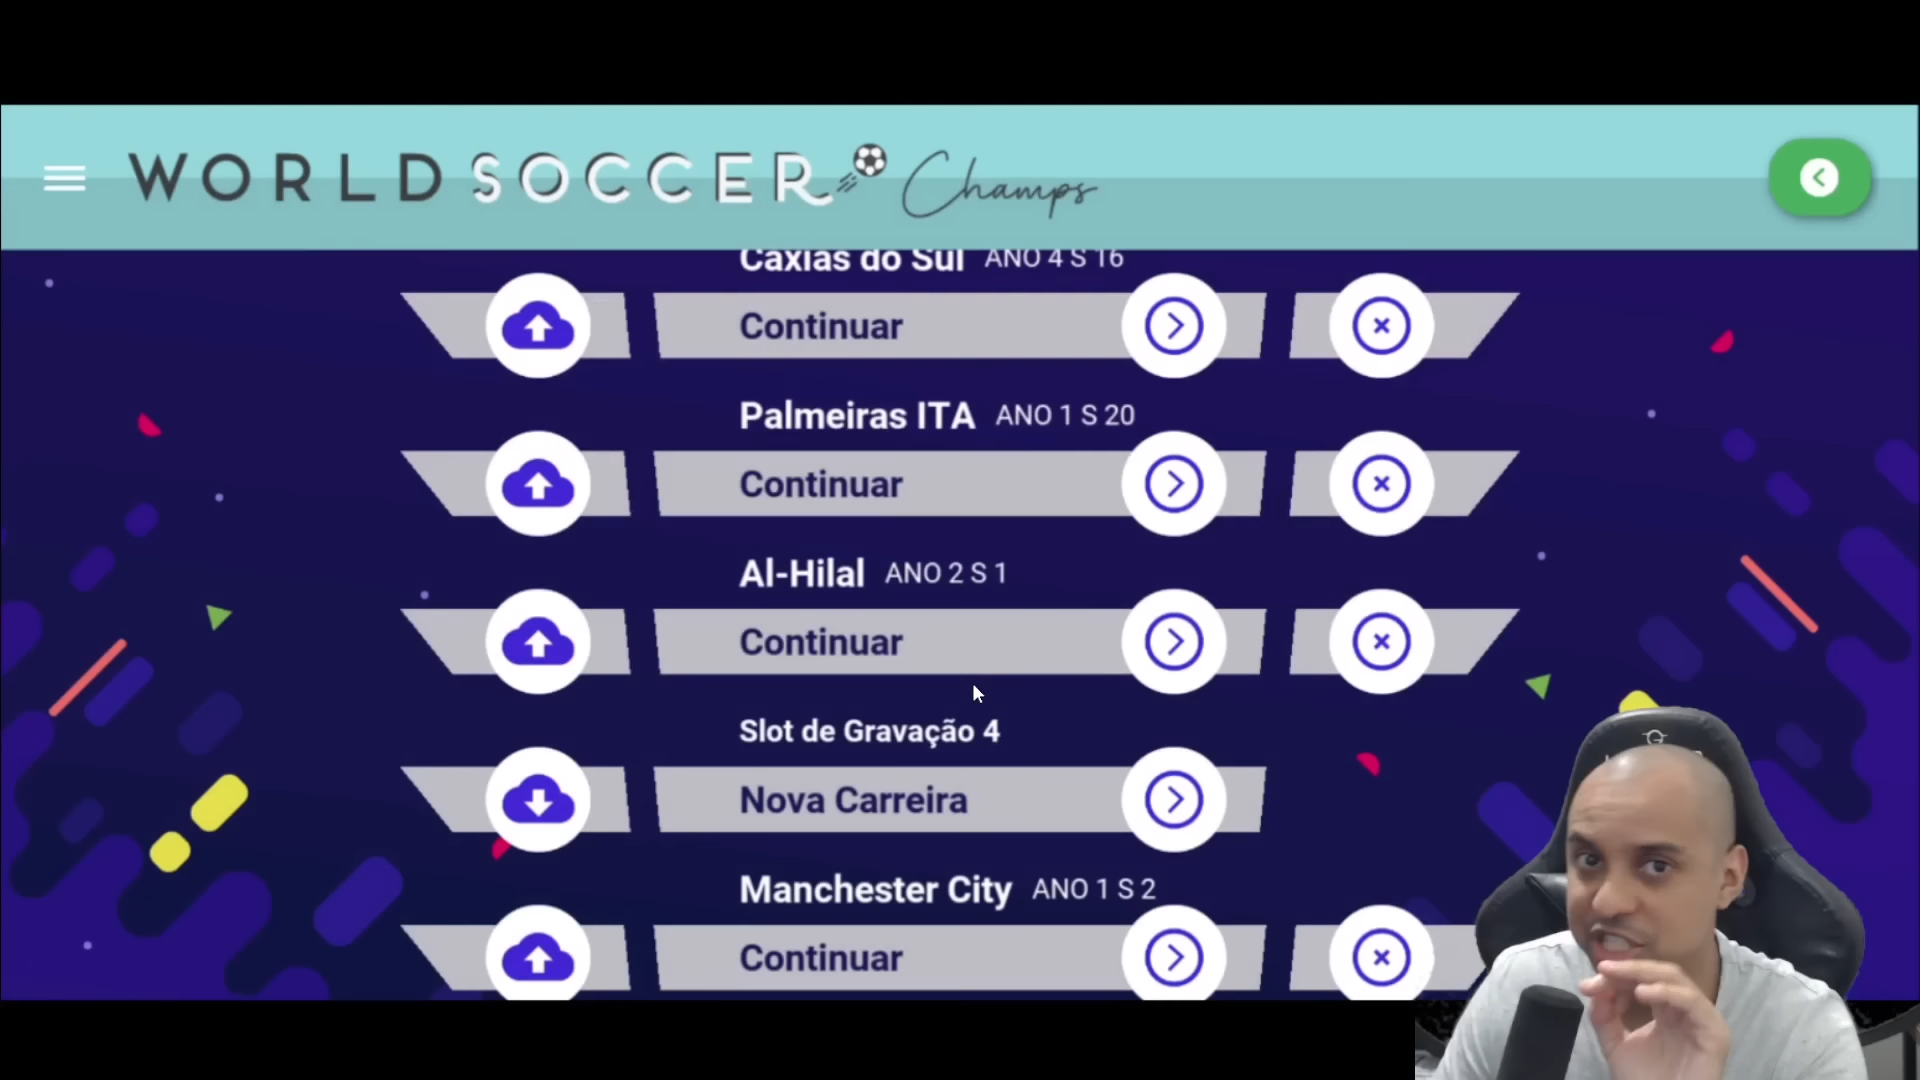 WORLD SOCCER Champs
Caxias do Sul ANO 4 S 16
Continuar
Palmeiras ITA ANO 1 S 20
Continuar
Al-Hilal ANO 2 S 1
Continuar
Slot de Gravação 4
Nova Carreira
Manchester City ANO 1 S 2
Continuar